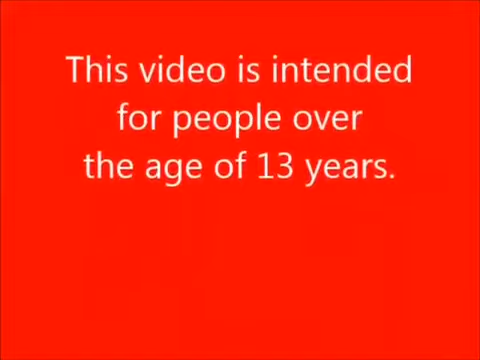 This video is intended
for people over
the age of 13 years.